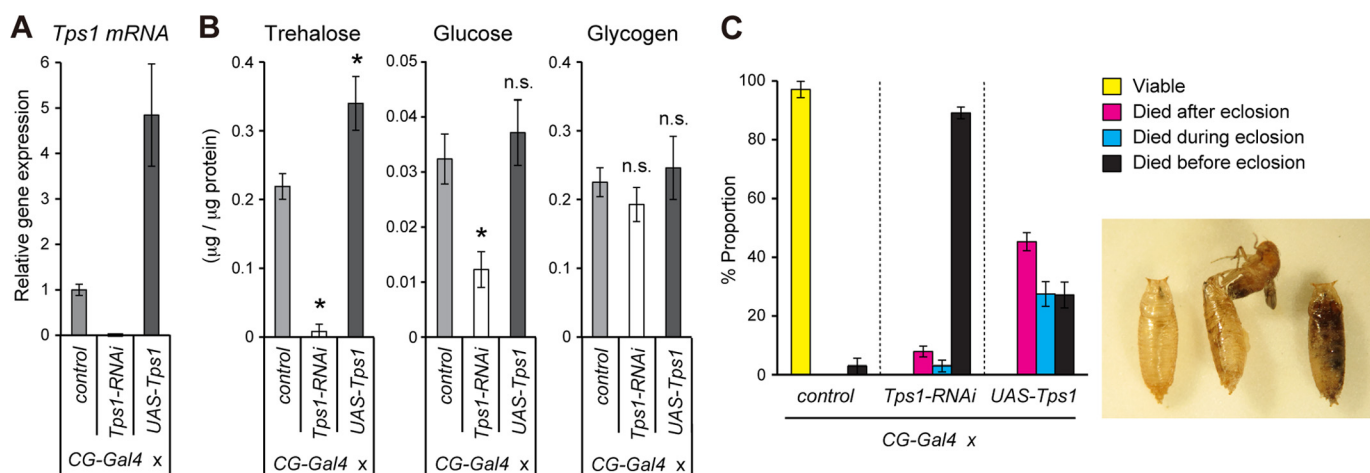 A
Tps1 mRNA
Relative gene expression
6
5
4
3
2
1
0
control
Tps1-RNAi
UAS-Tps1
CG-Gal4 x
B
Trehalose
(μg / μg protein)
0.4
0.3
0.2
0.1
0
*
*
control
Tps1-RNAi
UAS-Tps1
Glucose
0.05
0.04
0.03
0.02
0.01
0
*
n.s.
control
Tps1-RNAi
UAS-Tps1
Glycogen
0.4
0.3
0.2
0.1
0
n.s.
n.s.
control
Tps1-RNAi
UAS-Tps1
CG-Gal4 x
CG-Gal4 x
CG-Gal4 x
C
% Proportion
100
80
60
40
20
0
control
Tps1-RNAi
UAS-Tps1
CG-Gal4 x
Viable
Died after eclosion
Died during eclosion
Died before eclosion